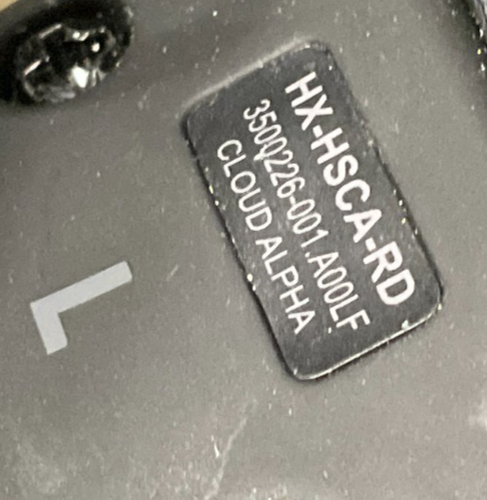 HX-HSCA-RD
3500226-001.A00LF
CLOUD ALPHA
L